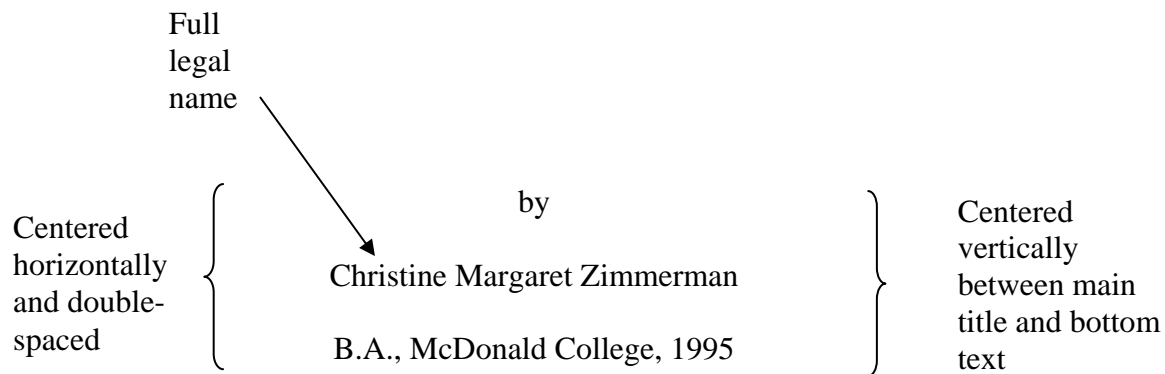 Full
legal
name
by
Centered
horizontally
and double-
spaced
Christine Margaret Zimmerman
B.A., McDonald College, 1995
Centered
vertically
between main
title and bottom
text